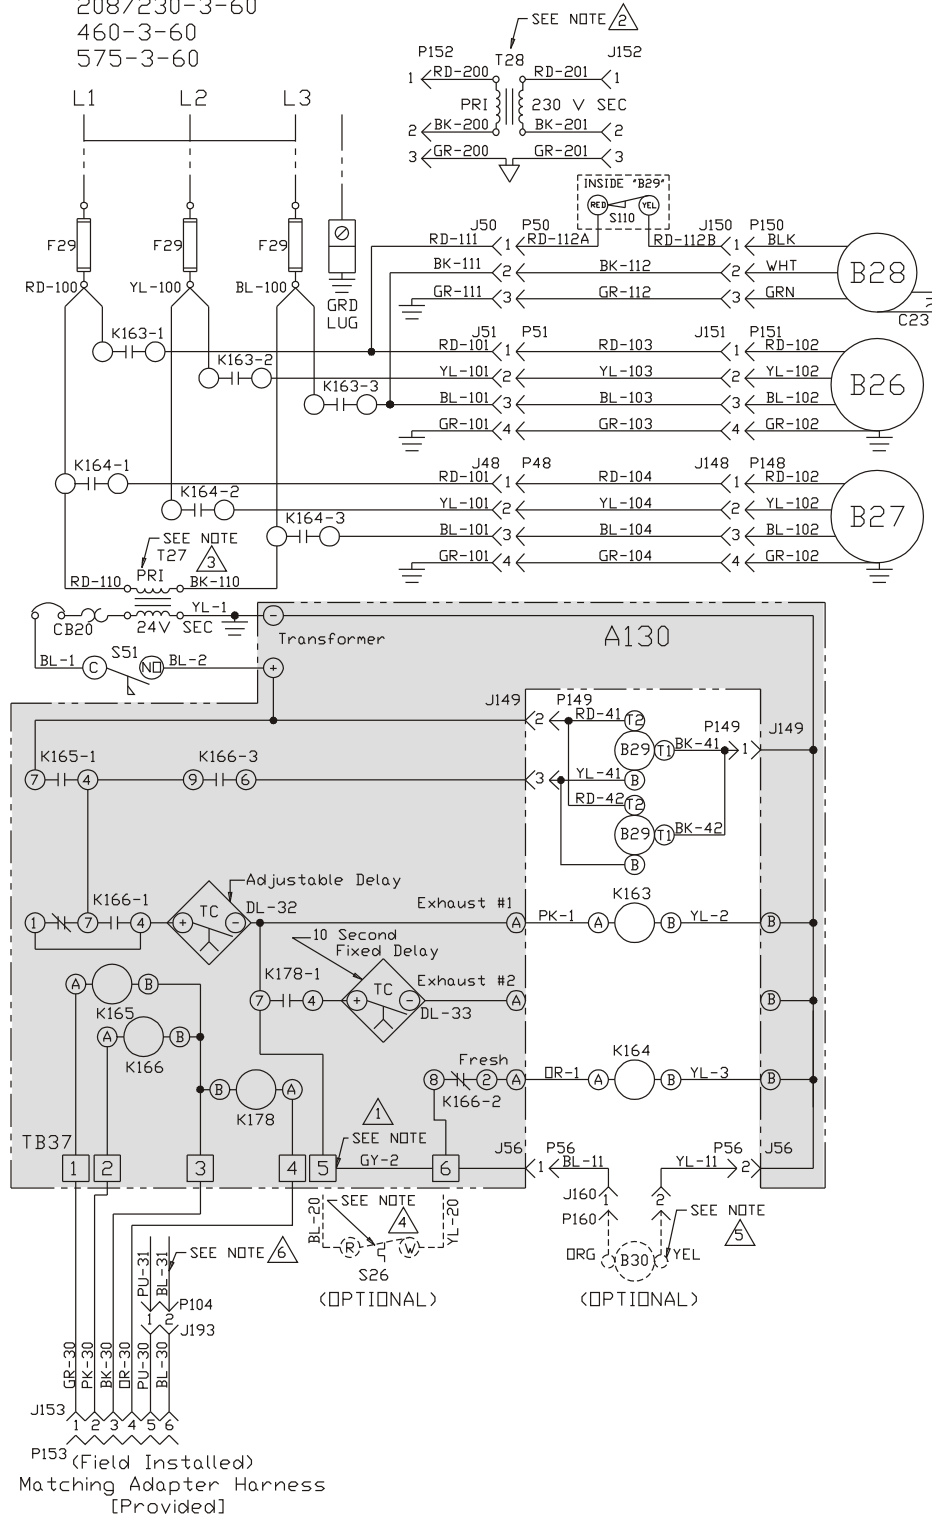 208/230-3-60
460-3-60
575-3-60
SEE NOTE 2
P152 T28 J152
1 RD-200 RD-201 1
PRI 230 V SEC
2 BK-200 BK-201 2
3 GR-200 GR-201 3
L1 L2 L3
INSIDE "B29"
RED YEL
S110
F29 F29 F29
GRD
LUG
RD-100 YL-100 BL-100
J50 P50 J150 P150
RD-111 1 RD-112A RD-112B 1 BLK
BK-111 2 BK-112 2 WHT
GR-111 3 GR-112 3 GRN
B28
C23
K163-1
K163-2
K163-3
J51 P51 J151 P151
RD-101 1 RD-103 1 RD-102
YL-101 2 YL-103 2 YL-102
BL-101 3 BL-103 3 BL-102
GR-101 4 GR-103 4 GR-102
B26
K164-1
K164-2
K164-3
J48 P48 J148 P148
RD-101 1 RD-104 1 RD-102
YL-101 2 YL-104 2 YL-102
BL-101 3 BL-104 3 BL-102
GR-101 4 GR-104 4 GR-102
B27
SEE NOTE 3
T27
PRI
RD-110 BK-110
CB20 24V SEC YL-1
-
Transformer
A130
S51
BL-1 C NO BL-2 +
J149 P149
2 RD-41 T2
B29 T1 BK-41
P149 J149
1
K165-1 K166-3
7 4 9 6
3 YL-41 B
RD-42 T2
B29 T1 BK-42
B
Adjustable Delay
K166-1 TC DL-32
1 7 4 + -
Exhaust #1
A PK-1 A K163 B YL-2 B
10 Second
Fixed Delay
K178-1 TC
7 4 + -
DL-33
Exhaust #2
A B
A B
K165
A B
K166
B A
K178
Fresh
8 2 A OR-1 A K164 B YL-3 B
K166-2
1
SEE NOTE
GY-2
TB37
1 2 3 4 5 6
J56 P56 P56 J56
1 BL-11 YL-11 2
J160 1 2
P160
ORG B30 YEL
SEE NOTE 5
(OPTIONAL)
BL-20 YL-20
SEE NOTE 4
R W
S26
(OPTIONAL)
SEE NOTE 6
PU-31 BL-31
P104
1 2
J193
GR-30 PK-30 BK-30 OR-30 PU-30 BL-30
J153
1 2 3 4 5 6
P153
(Field Installed)
Matching Adapter Harness
[Provided]